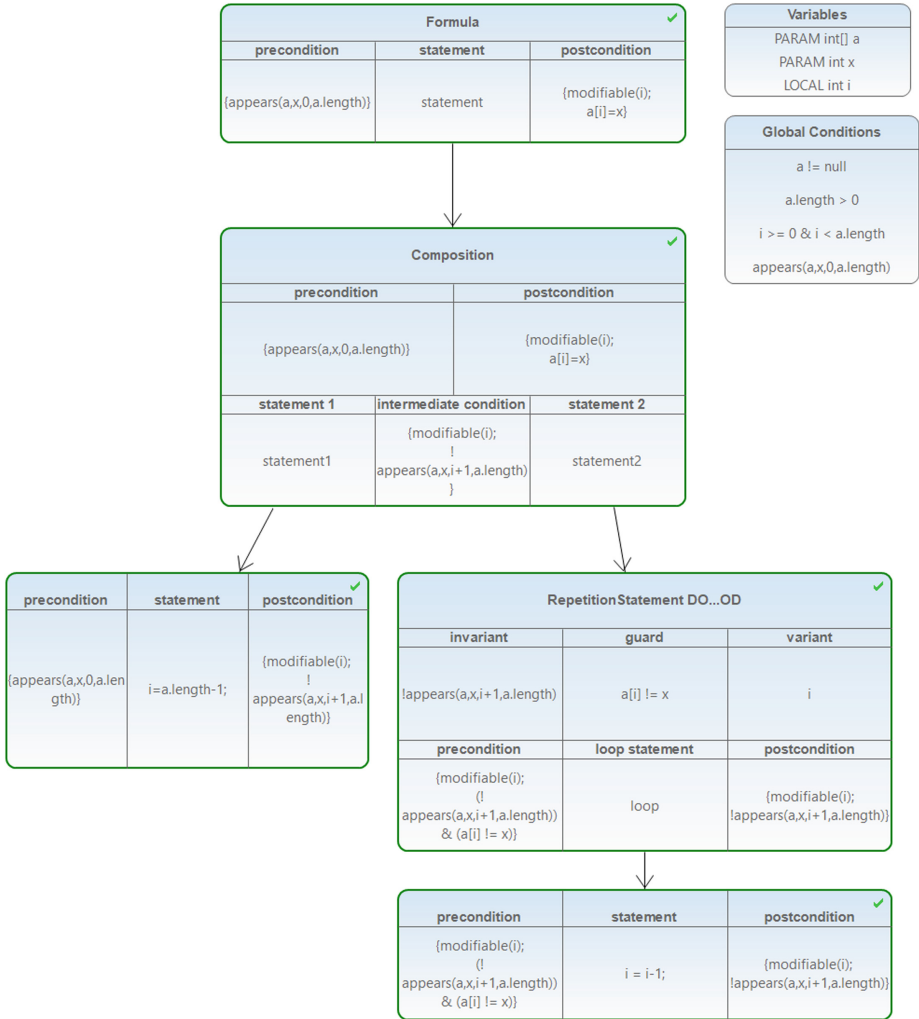 Formula
precondition statement postcondition
{appears(a,x,0,a.length)} statement {modifiable(i);
a[i]=x}
Variables
PARAM int[] a
PARAM int x
LOCAL int i
Global Conditions
a != null
a.length > 0
i >= 0 & i < a.length
appears(a,x,0,a.length)
Composition
precondition postcondition
{appears(a,x,0,a.length)} {modifiable(i);
a[i]=x}
statement 1 intermediate condition statement 2
statement1
{modifiable(i);
!
appears(a,x,i+1,a.length)
}
statement2
precondition statement postcondition
{appears(a,x,0,a.len
gth)}
i=a.length-1;
{modifiable(i);
!
appears(a,x,i+1,a.l
ength)}
RepetitionStatement DO...OD
invariant guard variant
!appears(a,x,i+1,a.length) a[i] != x i
precondition loop statement postcondition
{modifiable(i);
(!
appears(a,x,i+1,a.length))
& (a[i] != x)}
loop
{modifiable(i);
!appears(a,x,i+1,a.length)}
precondition statement postcondition
{modifiable(i);
(!
appears(a,x,i+1,a.length))
& (a[i] != x)}
i = i-1;
{modifiable(i);
!appears(a,x,i+1,a.length)}